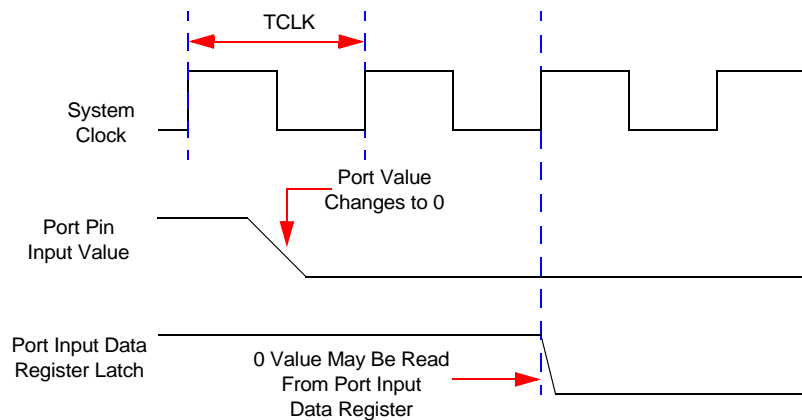 TCLK
System
Clock
Port Value
Changes to 0
Port Pin
Input Value
Port Input Data
Register Latch
0 Value May Be Read
From Port Input
Data Register